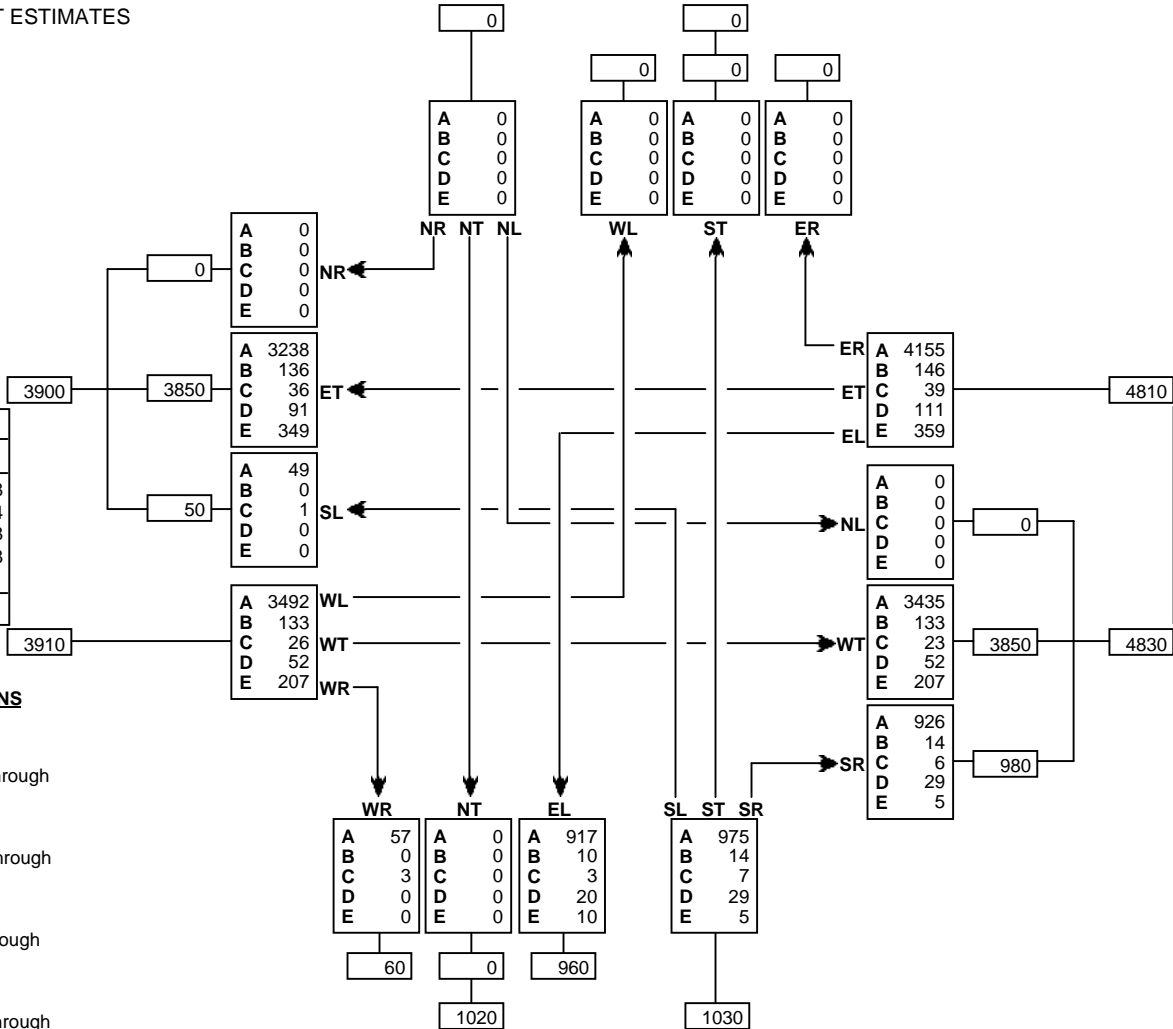 T ESTIMATES
0
0
0
0
0
0
A 0
B 0
C 0
D 0
E 0
A 0
B 0
C 0
D 0
E 0
A 0
B 0
C 0
D 0
E 0
A 0
B 0
C 0
D 0
E 0
NR NT NL
WL
ST
ER
0
A 0
B 0
C 0
D 0
E 0
NR
3900
3850
A 3238
B 136
C 36
D 91
E 349
ET
ER
ET
EL
A 4155
B 146
C 39
D 111
E 359
4810
50
A 49
B 0
C 1
D 0
E 0
SL
NL
A 0
B 0
C 0
D 0
E 0
0
3910
A 3492
B 133
C 26
D 52
E 207
WL
WT
WR
WT
A 3435
B 133
C 23
D 52
E 207
3850
4830
NS
SR
A 926
B 14
C 6
D 29
E 5
980
rough
hrough
ough
hrough
WR
NT
EL
SL ST SR
A 57
B 0
C 3
D 0
E 0
A 0
B 0
C 0
D 0
E 0
A 917
B 10
C 3
D 20
E 10
A 975
B 14
C 7
D 29
E 5
60
0
960
1020
1030